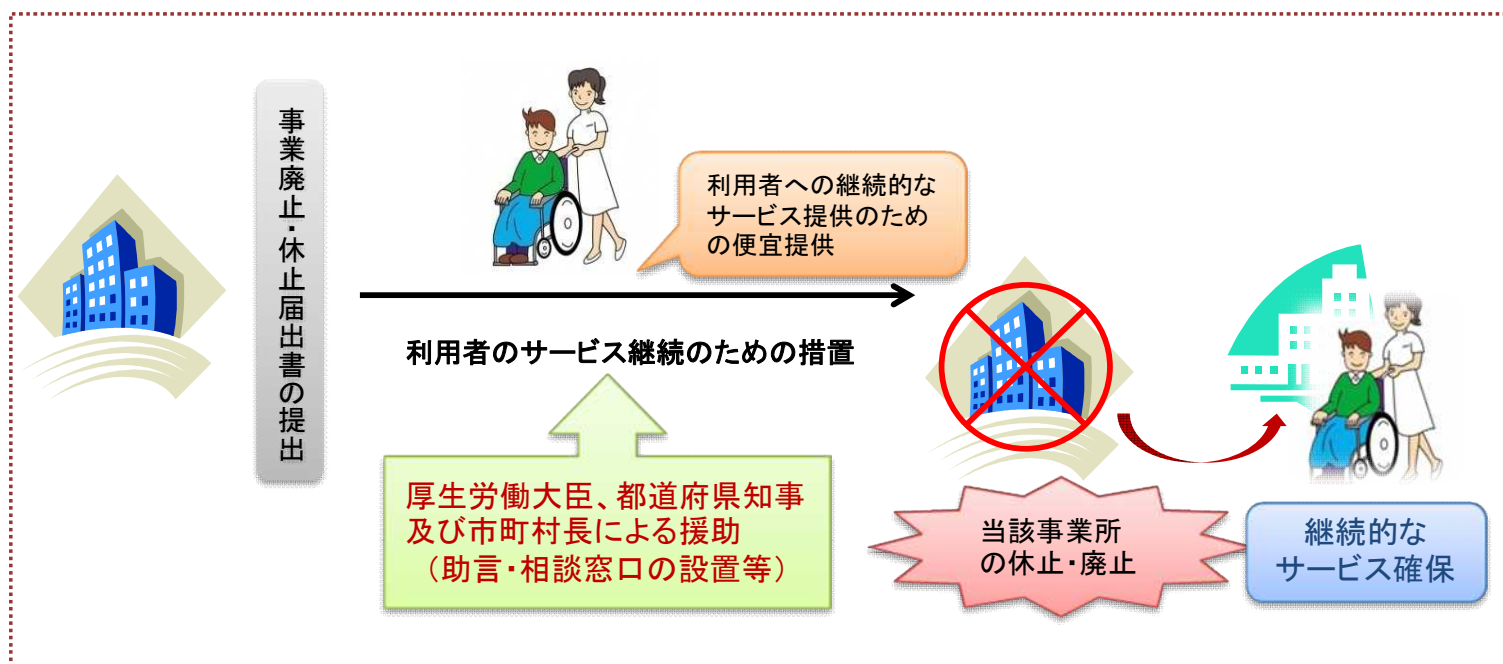 事業廃止・休止届出書の提出
利用者への継続的な
サービス提供のため
の便宜提供
利用者のサービス継続のための措置
厚生労働大臣、都道府県知事
及び市町村長による援助
（助言・相談窓口の設置等）
当該事業所
の休止・廃止
継続的な
サービス確保